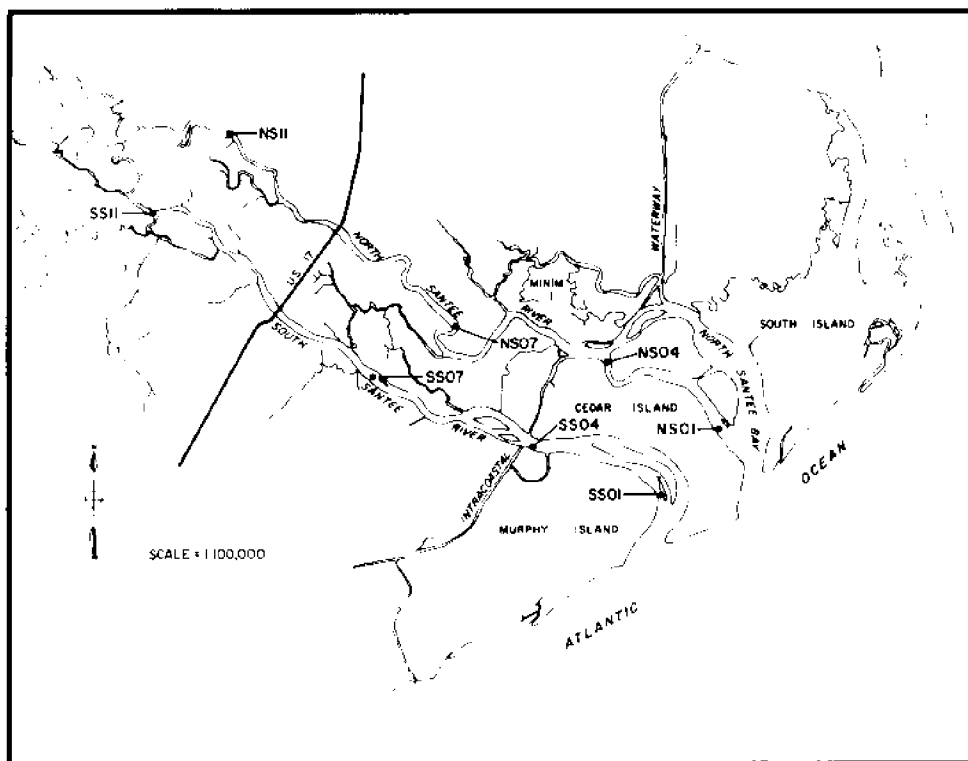 NS11
SS11
US 17
NORTH
SANTEE
RIVER
WATERWAY
MINIM
I
SOUTH ISLAND
NS07
NS04
NORTH
SANTEE
BAY
SOUTH
SANTEE
RIVER
SS07
CEDAR ISLAND
SS04
NS01
OCEAN
INTRACOASTAL
SS01
MURPHY ISLAND
SCALE = 1:100,000
ATLANTIC